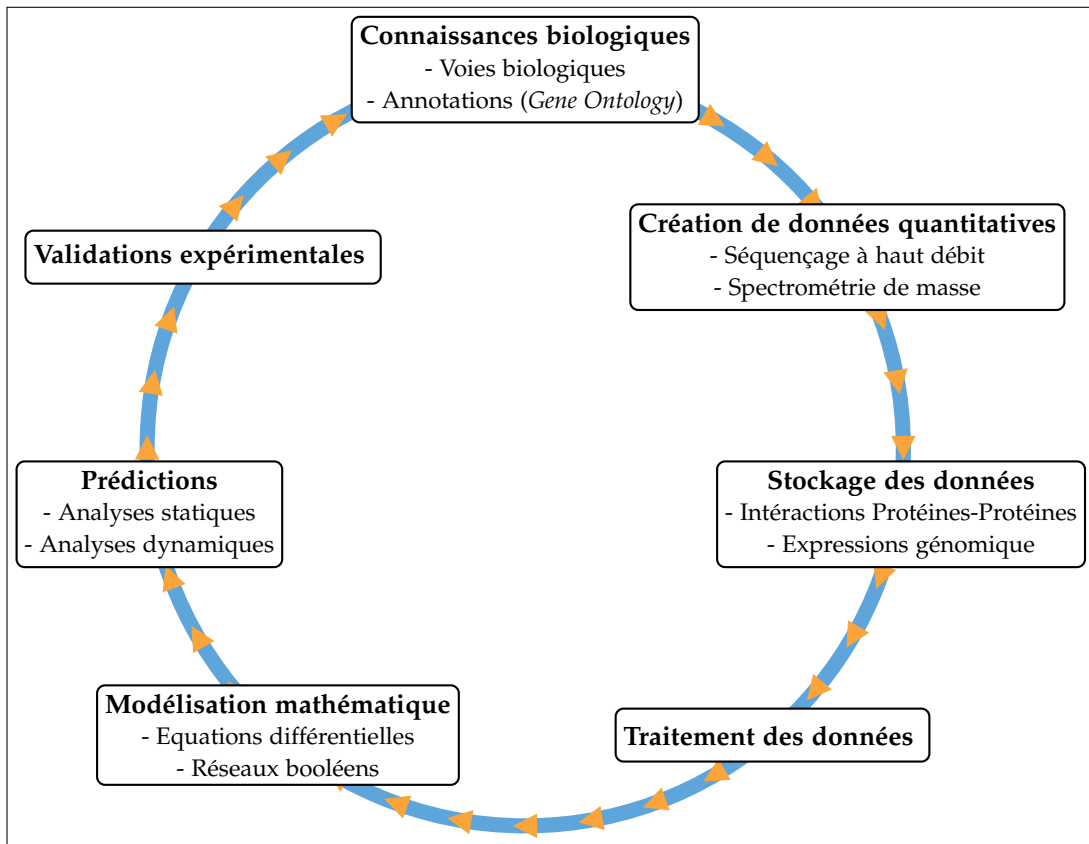 Connaissances biologiques
- Voies biologiques
- Annotations (Gene Ontology)
Création de données quantitatives
- Séquençage à haut débit
- Spectrométrie de masse
Stockage des données
- Intéractions Protéines-Protéines
- Expressions génomique
Traitement des données
Modélisation mathématique
- Equations différentielles
- Réseaux booléens
Prédictions
- Analyses statiques
- Analyses dynamiques
Validations expérimentales